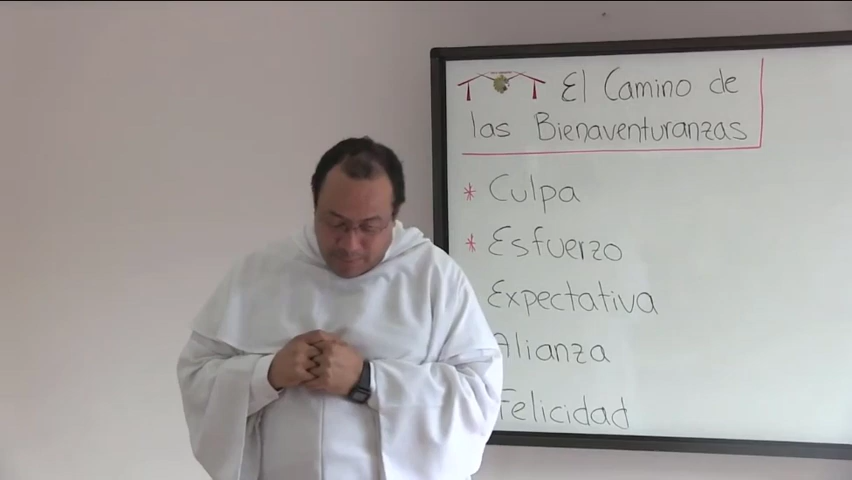 El Camino de
las Bienaventuranzas
* Culpa
* Esfuerzo
Expectativa
Alianza
Felicidad